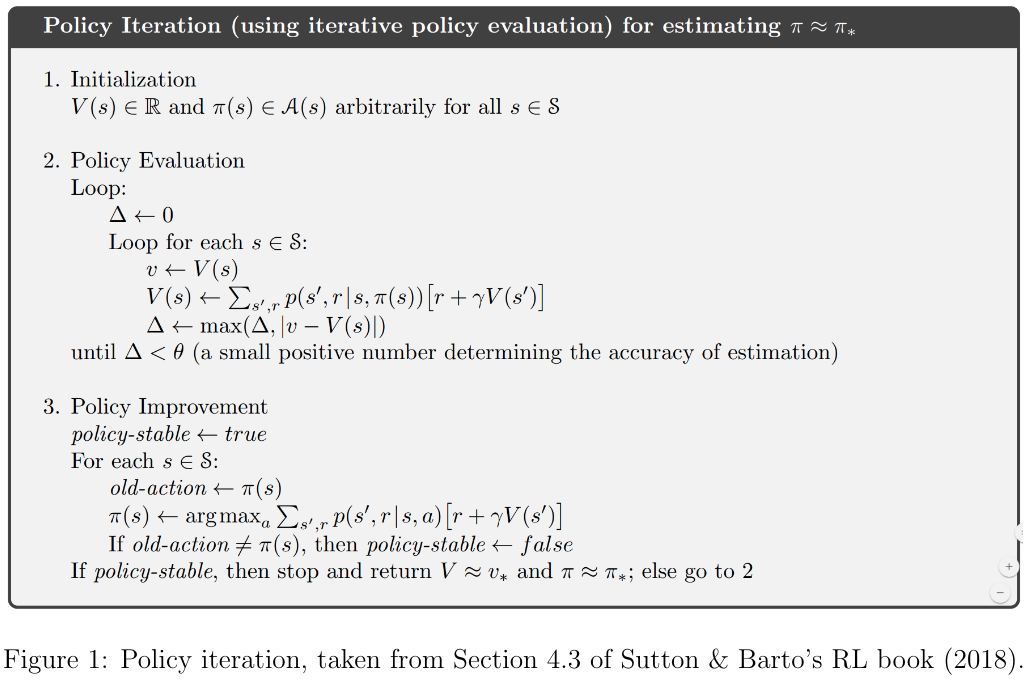 Policy Iteration (using iterative policy evaluation) for estimating π ≈ π∗
1. Initialization
V(s) ∈ ℝ and π(s) ∈ 𝒜(s) arbitrarily for all s ∈ 𝒮
2. Policy Evaluation
Loop:
Δ ← 0
Loop for each s ∈ 𝒮:
v ← V(s)
V(s) ← ∑_{s′,r} p(s′, r|s, π(s))[r + γV(s′)]
Δ ← max(Δ, |v − V(s)|)
until Δ < θ (a small positive number determining the accuracy of estimation)
3. Policy Improvement
policy-stable ← true
For each s ∈ 𝒮:
old-action ← π(s)
π(s) ← argmax_a ∑_{s′,r} p(s′, r|s, a)[r + γV(s′)]
If old-action ≠ π(s), then policy-stable ← false
If policy-stable, then stop and return V ≈ v∗ and π ≈ π∗; else go to 2
+
−
Figure 1: Policy iteration, taken from Section 4.3 of Sutton & Barto's RL book (2018).